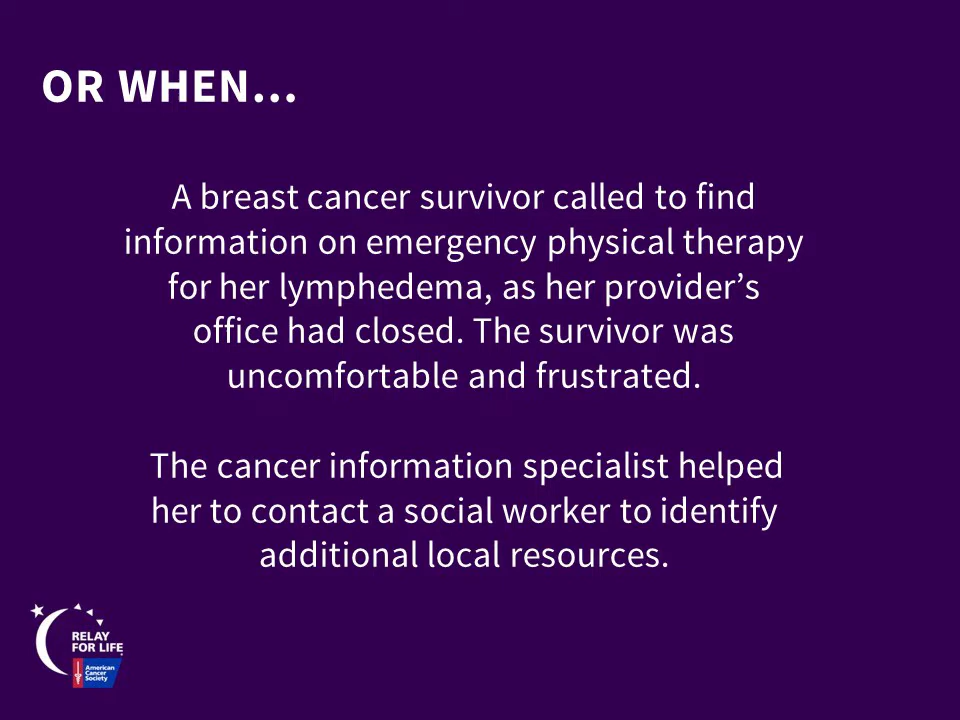 OR WHEN…
A breast cancer survivor called to find
information on emergency physical therapy
for her lymphedema, as her provider’s
office had closed. The survivor was
uncomfortable and frustrated.
The cancer information specialist helped
her to contact a social worker to identify
additional local resources.
RELAY
FOR LIFE
American
Cancer
Society